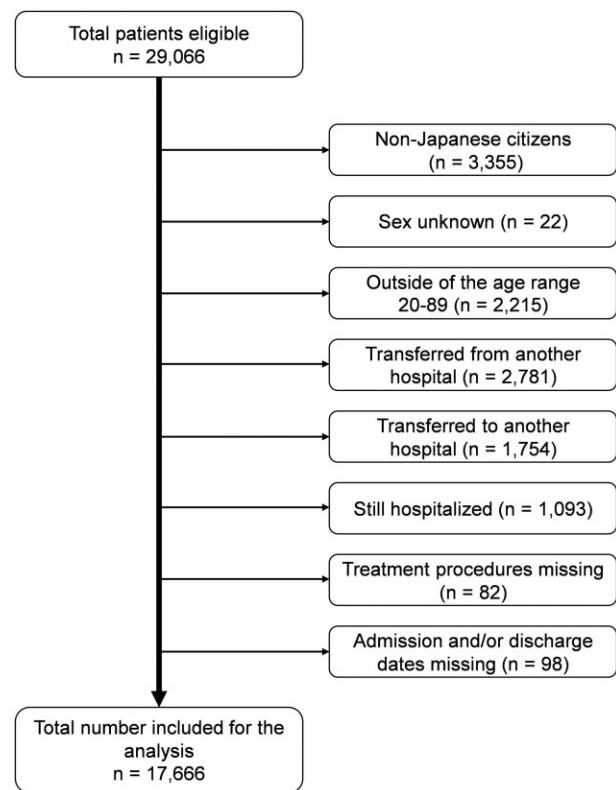 Total patients eligible
n = 29,066
Non-Japanese citizens
(n = 3,355)
Sex unknown (n = 22)
Outside of the age range
20-89 (n = 2,215)
Transferred from another
hospital (n = 2,781)
Transferred to another
hospital (n = 1,754)
Still hospitalized (n = 1,093)
Treatment procedures missing
(n = 82)
Admission and/or discharge
dates missing (n = 98)
Total number included for the
analysis
n = 17,666